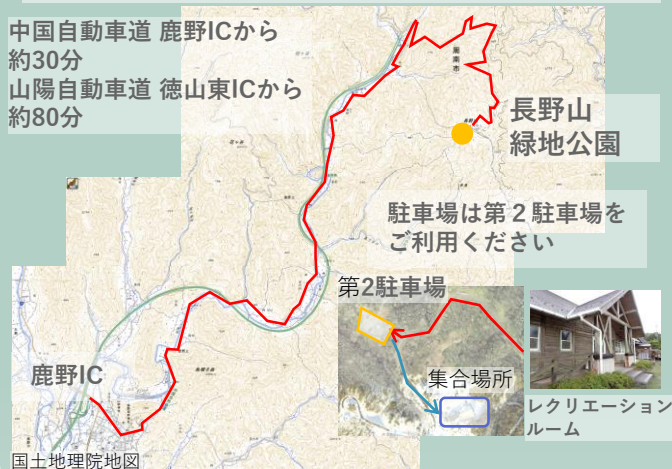 中国自動車道 鹿野ICから
約30分
山陽自動車道 徳山東ICから
約80分
周南市
長野山
緑地公園
駐車場は第２駐車場を
ご利用ください
第2駐車場
鹿野IC
集合場所
レクリエーション
ルーム
国土地理院地図